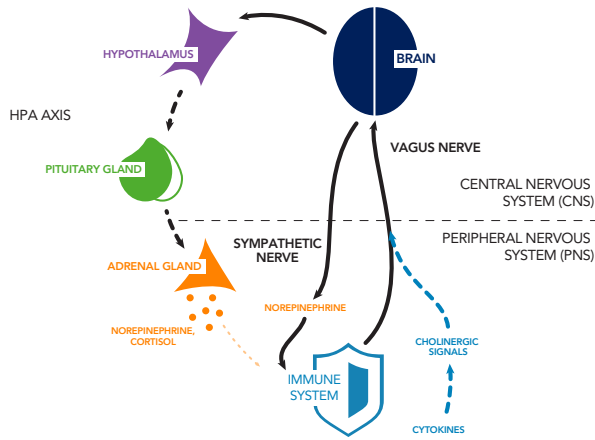 HYPOTHALAMUS
BRAIN
HPA AXIS
VAGUS NERVE
PITUITARY GLAND
CENTRAL NERVOUS
SYSTEM (CNS)
SYMPATHETIC
NERVE
PERIPHERAL NERVOUS
SYSTEM (PNS)
ADRENAL GLAND
NOREPINEPHRINE
NOREPINEPHRINE,
CORTISOL
CHOLINERGIC
SIGNALS
IMMUNE
SYSTEM
CYTOKINES